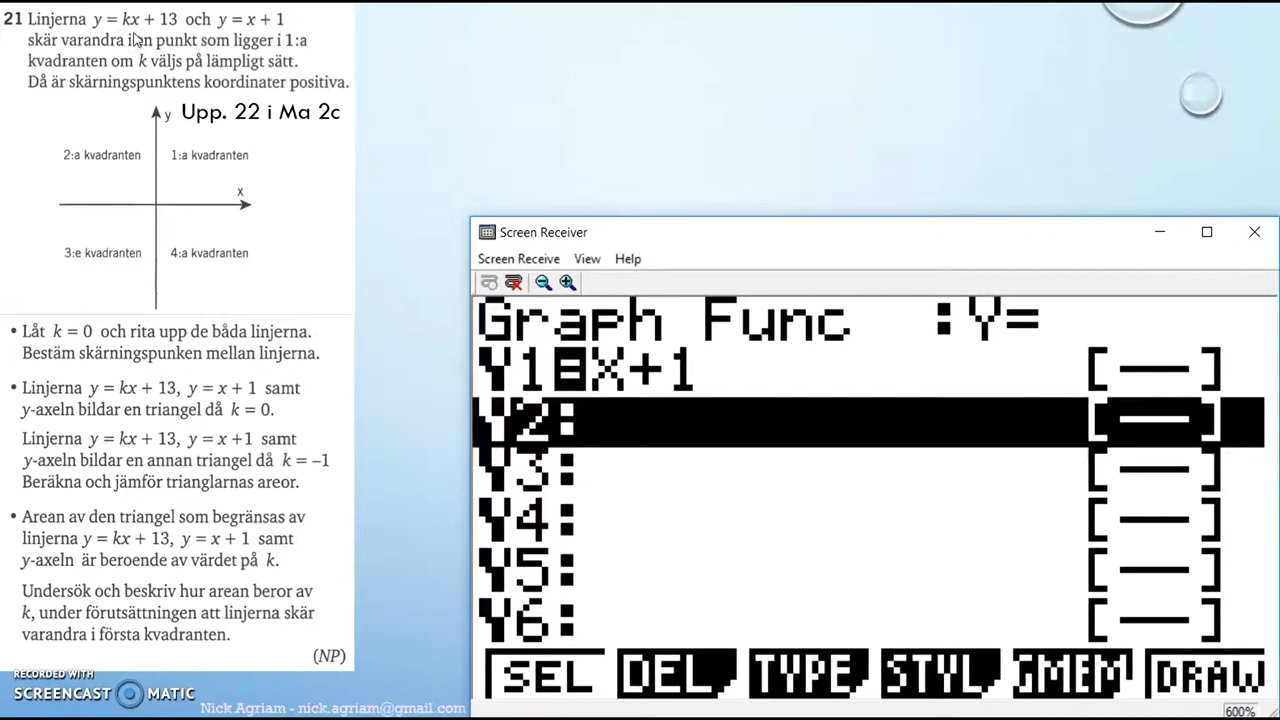 21 Linjerna y = kx + 13 och y = x + 1
skär varandra i en punkt som ligger i 1:a
kvadranten om k väljs på lämpligt sätt.
Då är skärningspunktens koordinater positiva.
y Upp. 22 i Ma 2c
2:a kvadranten 1:a kvadranten
x
3:e kvadranten 4:a kvadranten
• Låt k = 0 och rita upp de båda linjerna.
Bestäm skärningspunken mellan linjerna.
• Linjerna y = kx + 13, y = x + 1 samt
y-axeln bildar en triangel då k = 0.
Linjerna y = kx + 13, y = x +1 samt
y-axeln bildar en annan triangel då k = –1
Beräkna och jämför trianglarnas areor.
• Arean av den triangel som begränsas av
linjerna y = kx + 13, y = x + 1 samt
y-axeln är beroende av värdet på k.
Undersök och beskriv hur arean beror av
k, under förutsättningen att linjerna skär
varandra i första kvadranten.
(NP)
RECORDED WITH
SCREENCAST MATIC
Nick Agriam - nick.agriam@gmail.com
Screen Receiver
Screen Receive View Help
Graph Func :Y=
Y1=X+1 [—]
Y2: [—]
Y3: [—]
Y4: [—]
Y5: [—]
Y6: [—]
SEL DEL TYPE STYL GMEM DRAW
600%